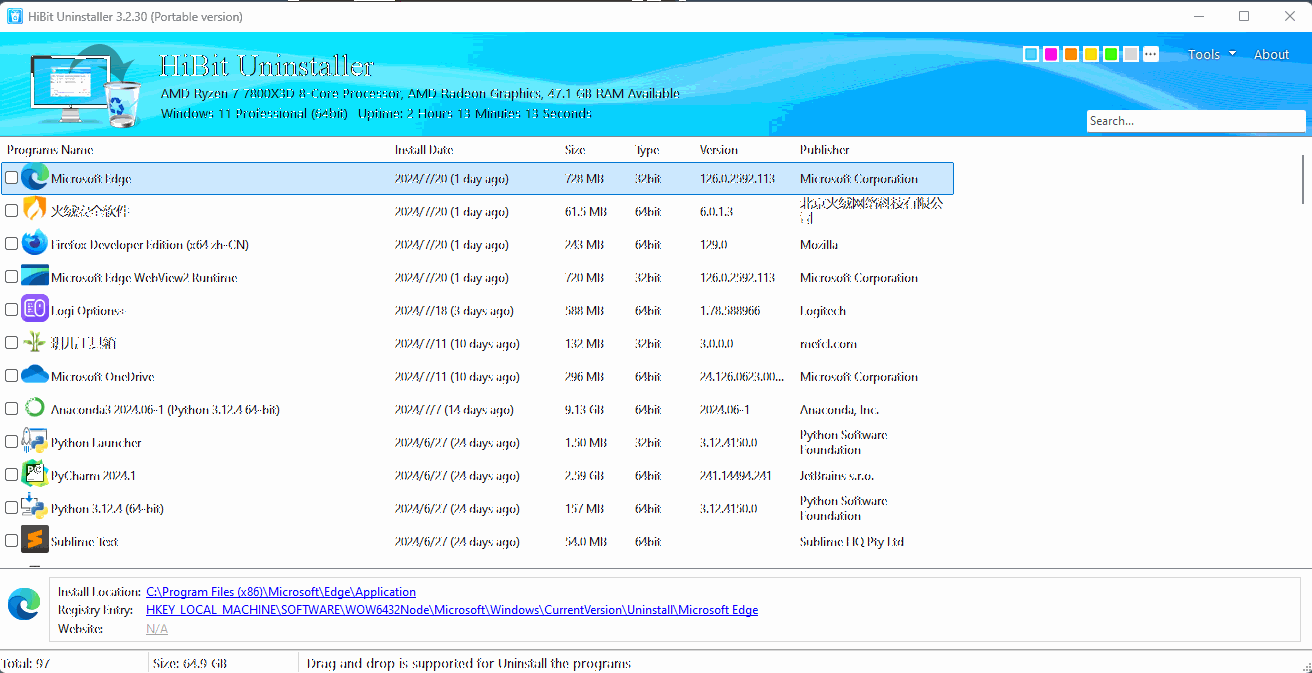 HiBit Uninstaller 3.2.30 (Portable version)
HiBit Uninstaller
AMD Ryzen 7 7800X3D 8-Core Processor, AMD Radeon Graphics, 47.1 GB RAM Available
Windows 11 Professional (64bit) Uptime: 2 Hours 13 Minutes 13 Seconds
Tools About
Search...
Programs Name Install Date Size Type Version Publisher
Microsoft Edge 2024/7/20 (1 day ago) 728 MB 32bit 126.0.2592.113 Microsoft Corporation
火绒安全软件 2024/7/20 (1 day ago) 61.5 MB 64bit 6.0.1.3 北京火绒网络科技有限公
司
Firefox Developer Edition (x64 zh-CN) 2024/7/20 (1 day ago) 243 MB 64bit 129.0 Mozilla
Microsoft Edge WebView2 Runtime 2024/7/20 (1 day ago) 720 MB 32bit 126.0.2592.113 Microsoft Corporation
Logi Options+ 2024/7/18 (3 days ago) 588 MB 64bit 1.78.588966 Logitech
2024/7/11 (10 days ago) 132 MB 32bit 3.0.0.0
Microsoft OneDrive 2024/7/11 (10 days ago) 296 MB 64bit 24.126.0623.00... Microsoft Corporation
Anaconda3 2024.06-1 (Python 3.12.4 64-bit) 2024/7/7 (14 days ago) 9.13 GB 64bit 2024.06-1 Anaconda, Inc.
Python Launcher 2024/6/27 (24 days ago) 1.50 MB 32bit 3.12.4150.0 Python Software
Foundation
PC
PyCharm 2024.1 2024/6/27 (24 days ago) 2.59 GB 64bit 241.14494.241 JetBrains s.r.o.
Python 3.12.4 (64-bit) 2024/6/27 (24 days ago) 157 MB 64bit 3.12.4150.0 Python Software
Foundation
Sublime Text 2024/6/27 (24 days ago) 54.0 MB 64bit Sublime HQ Pty Ltd
Install Location: C:\Program Files (x86)\Microsoft\Edge\Application
Registry Entry: HKEY_LOCAL_MACHINE\SOFTWARE\WOW6432Node\Microsoft\Windows\CurrentVersion\Uninstall\Microsoft Edge
Website: N/A
Total: 97 Size: 64.9 GB Drag and drop is supported for Uninstall the programs